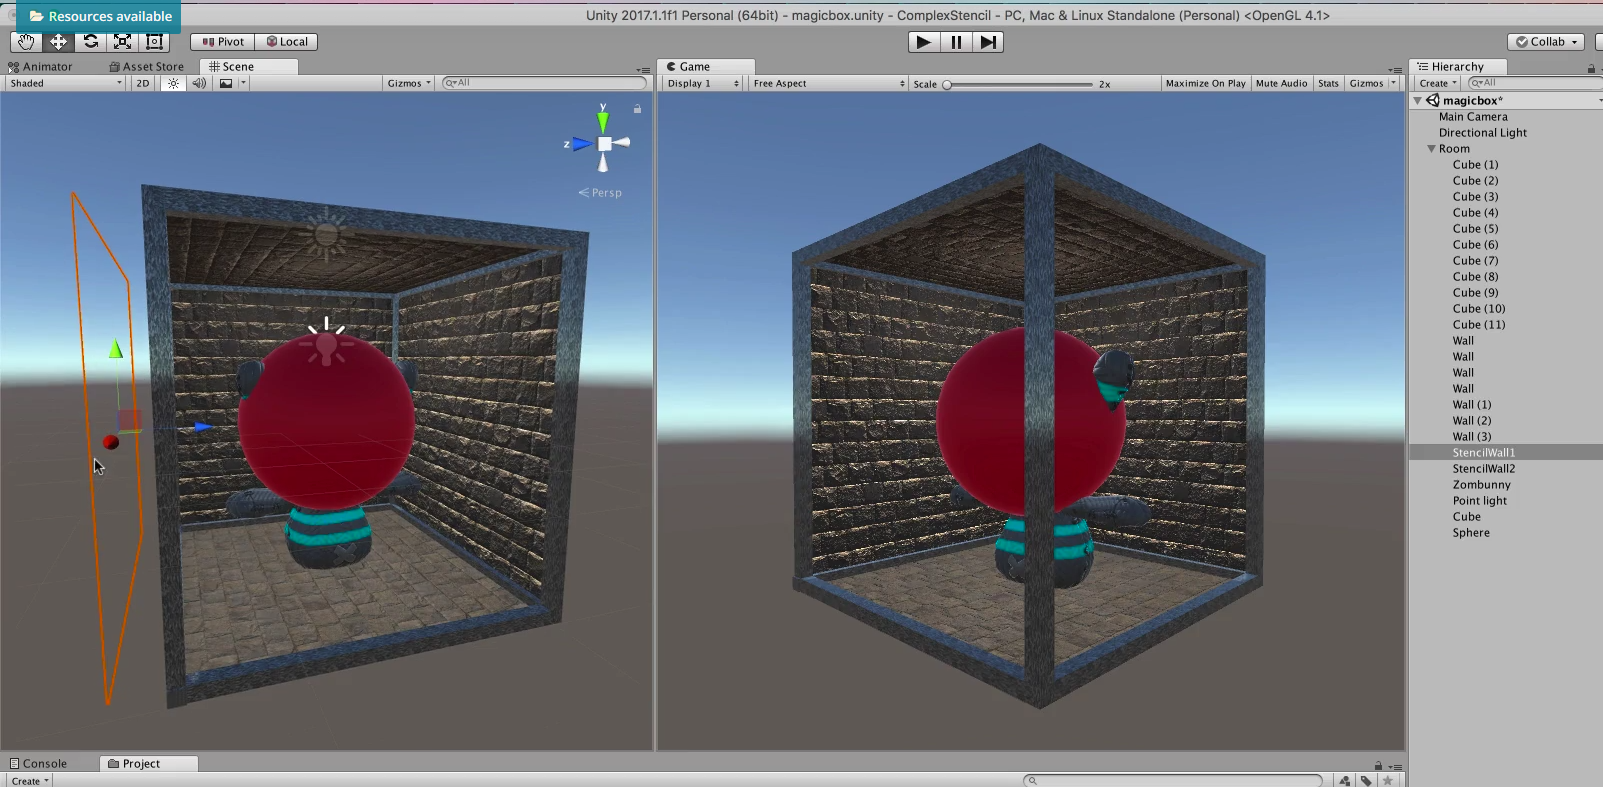 Resources available
Unity 2017.1.1f1 Personal (64bit) - magicbox.unity - ComplexStencil - PC, Mac & Linux Standalone (Personal) <OpenGL 4.1>
Pivot Local Collab
Animator Asset Store Scene Game Hierarchy
Shaded 2D Gizmos All Display 1 Free Aspect Scale 2x Maximize On Play Mute Audio Stats Gizmos Create All
magicbox*
Main Camera
Directional Light
Room
Cube (1)
Cube (2)
Cube (3)
Cube (4)
Cube (5)
Cube (6)
Cube (7)
Cube (8)
Cube (9)
Cube (10)
Cube (11)
Wall
Wall
Wall
Wall
Wall (1)
Wall (2)
Wall (3)
StencilWall1
StencilWall2
Zombunny
Point light
Cube
Sphere
y
z
Persp
Console Project
Create